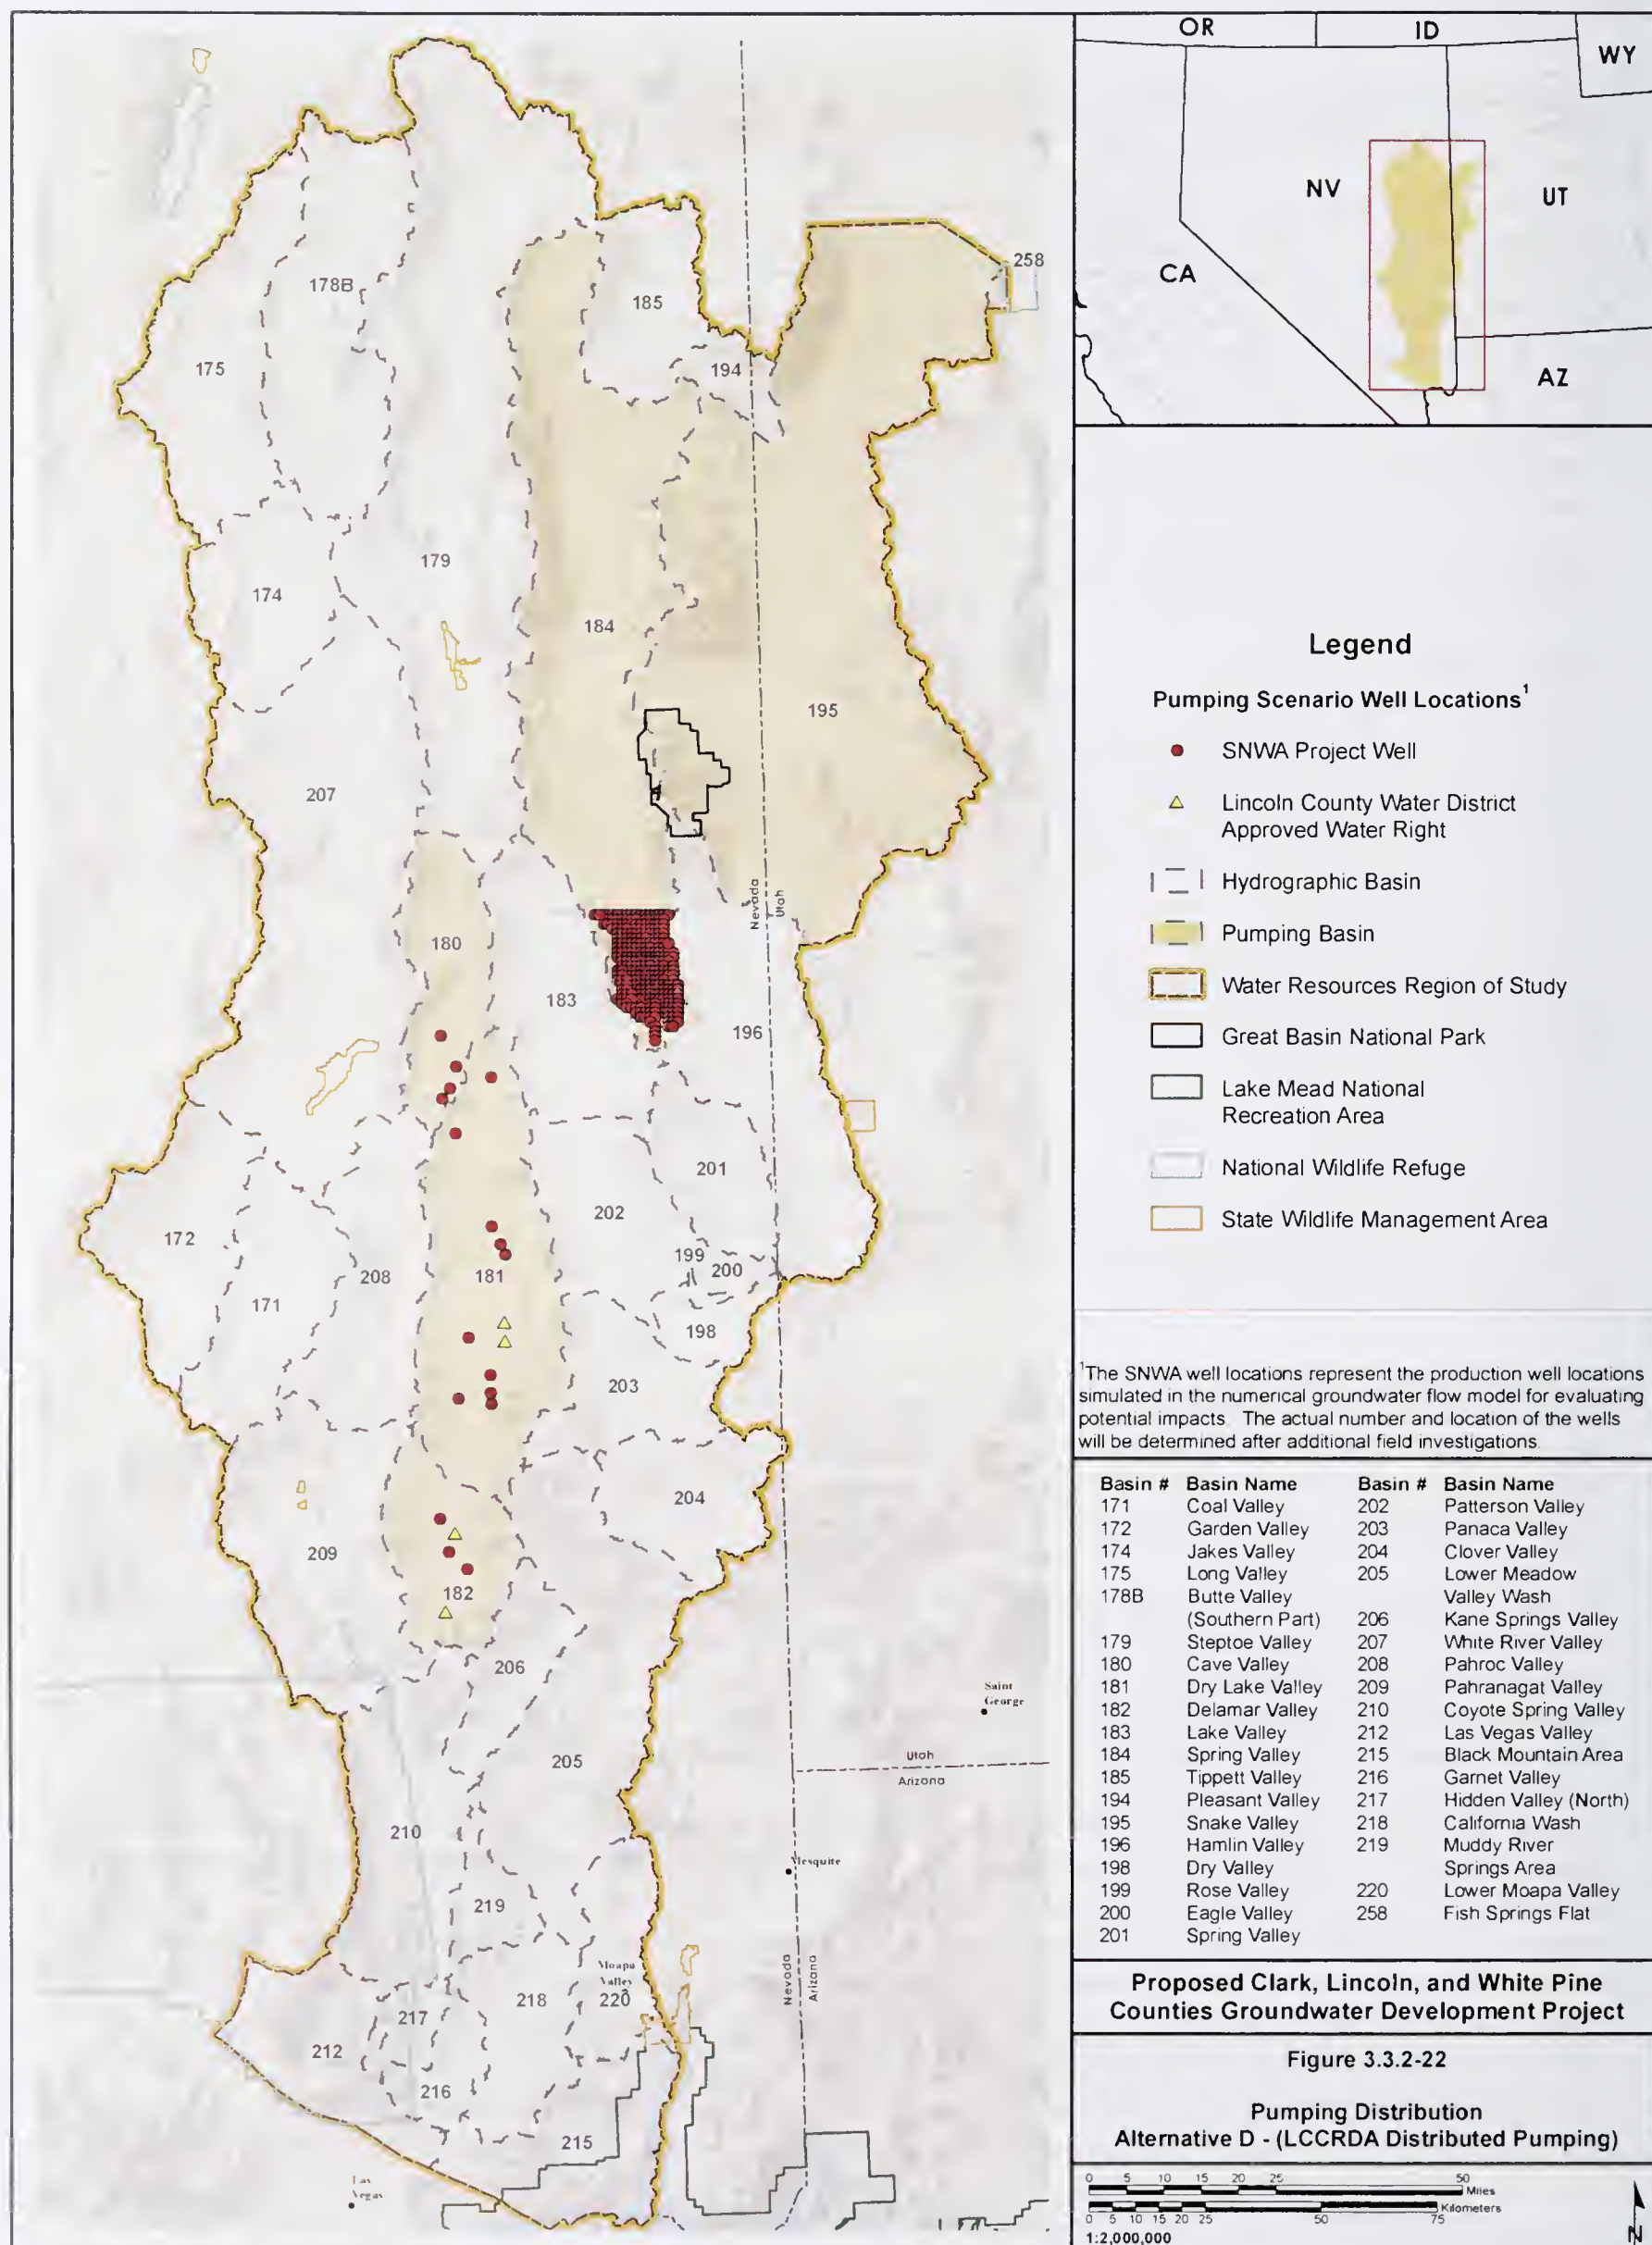 OR
ID
WY
NV
UT
CA
AZ
258
185
178B
194
175
179
174
184
195
207
Nevada
Utah
180
183
196
201
202
172
199
200
208
181
171
198
203
204
209
182
206
Saint
George
Utah
Arizona
205
210
Mesquite
219
Moapa
Valley
220
218
Nevada
Arizona
217
212
216
215
Las
Vegas
Legend
Pumping Scenario Well Locations¹
SNWA Project Well
Lincoln County Water District
Approved Water Right
Hydrographic Basin
Pumping Basin
Water Resources Region of Study
Great Basin National Park
Lake Mead National
Recreation Area
National Wildlife Refuge
State Wildlife Management Area
¹The SNWA well locations represent the production well locations
simulated in the numerical groundwater flow model for evaluating
potential impacts. The actual number and location of the wells
will be determined after additional field investigations.
Basin # Basin Name Basin # Basin Name
171 Coal Valley 202 Patterson Valley
172 Garden Valley 203 Panaca Valley
174 Jakes Valley 204 Clover Valley
175 Long Valley 205 Lower Meadow
178B Butte Valley Valley Wash
(Southern Part) 206 Kane Springs Valley
179 Steptoe Valley 207 White River Valley
180 Cave Valley 208 Pahroc Valley
181 Dry Lake Valley 209 Pahranagat Valley
182 Delamar Valley 210 Coyote Spring Valley
183 Lake Valley 212 Las Vegas Valley
184 Spring Valley 215 Black Mountain Area
185 Tippett Valley 216 Garnet Valley
194 Pleasant Valley 217 Hidden Valley (North)
195 Snake Valley 218 California Wash
196 Hamlin Valley 219 Muddy River
198 Dry Valley Springs Area
199 Rose Valley 220 Lower Moapa Valley
200 Eagle Valley 258 Fish Springs Flat
201 Spring Valley
Proposed Clark, Lincoln, and White Pine
Counties Groundwater Development Project
Figure 3.3.2-22
Pumping Distribution
Alternative D - (LCCRDA Distributed Pumping)
0 5 10 15 20 25 50
Miles
Kilometers
0 5 10 15 20 25 50 75
1:2,000,000
N